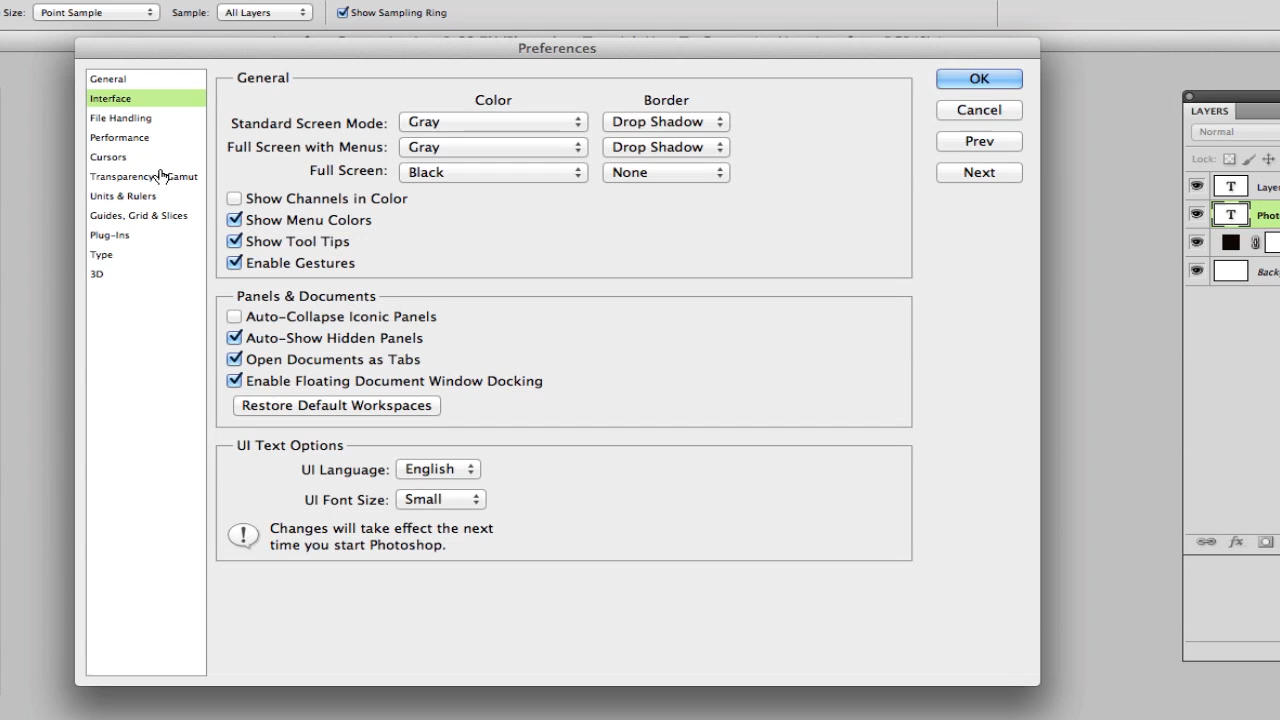 Size: Point Sample Sample: All Layers Show Sampling Ring
Preferences
General
Interface
File Handling
Performance
Cursors
Transparency Gamut
Units & Rulers
Guides, Grid & Slices
Plug-Ins
Type
3D
General
Color Border
Standard Screen Mode: Gray Drop Shadow
Full Screen with Menus: Gray Drop Shadow
Full Screen: Black None
Show Channels in Color
Show Menu Colors
Show Tool Tips
Enable Gestures
Panels & Documents
Auto-Collapse Iconic Panels
Auto-Show Hidden Panels
Open Documents as Tabs
Enable Floating Document Window Docking
Restore Default Workspaces
UI Text Options
UI Language: English
UI Font Size: Small
! Changes will take effect the next
time you start Photoshop.
OK
Cancel
Prev
Next
LAYERS
Normal
Lock:
T Laye
T Phot
Back
fx